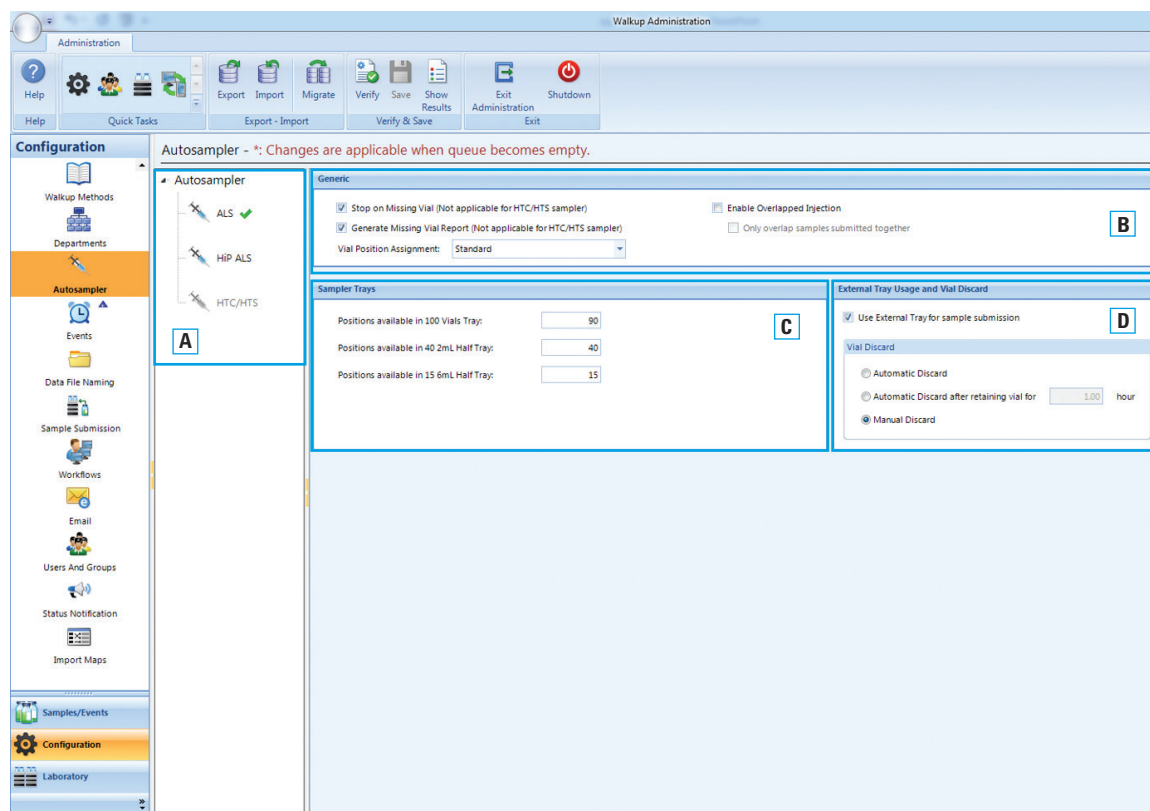 Walkup Administration
Administration
Help
Export
Import
Migrate
Verify
Save
Show Results
Exit Administration
Shutdown
Help
Quick Tasks
Export - Import
Verify & Save
Exit
Configuration
Walkup Methods
Departments
Autosampler
Events
Data File Naming
Sample Submission
Workflows
Email
Users And Groups
Status Notification
Import Maps
Samples/Events
Configuration
Laboratory
Autosampler - *: Changes are applicable when queue becomes empty.
Autosampler
ALS
HiP ALS
HTC/HTS
A
Generic
Stop on Missing Vial (Not applicable for HTC/HTS sampler)
Enable Overlapped Injection
Generate Missing Vial Report (Not applicable for HTC/HTS sampler)
Only overlap samples submitted together
Vial Position Assignment: Standard
B
Sampler Trays
Positions available in 100 Vials Tray: 90
Positions available in 40 2mL Half Tray: 40
Positions available in 15 6mL Half Tray: 15
C
External Tray Usage and Vial Discard
Use External Tray for sample submission
D
Vial Discard
Automatic Discard
Automatic Discard after retaining vial for 1.00 hour
Manual Discard